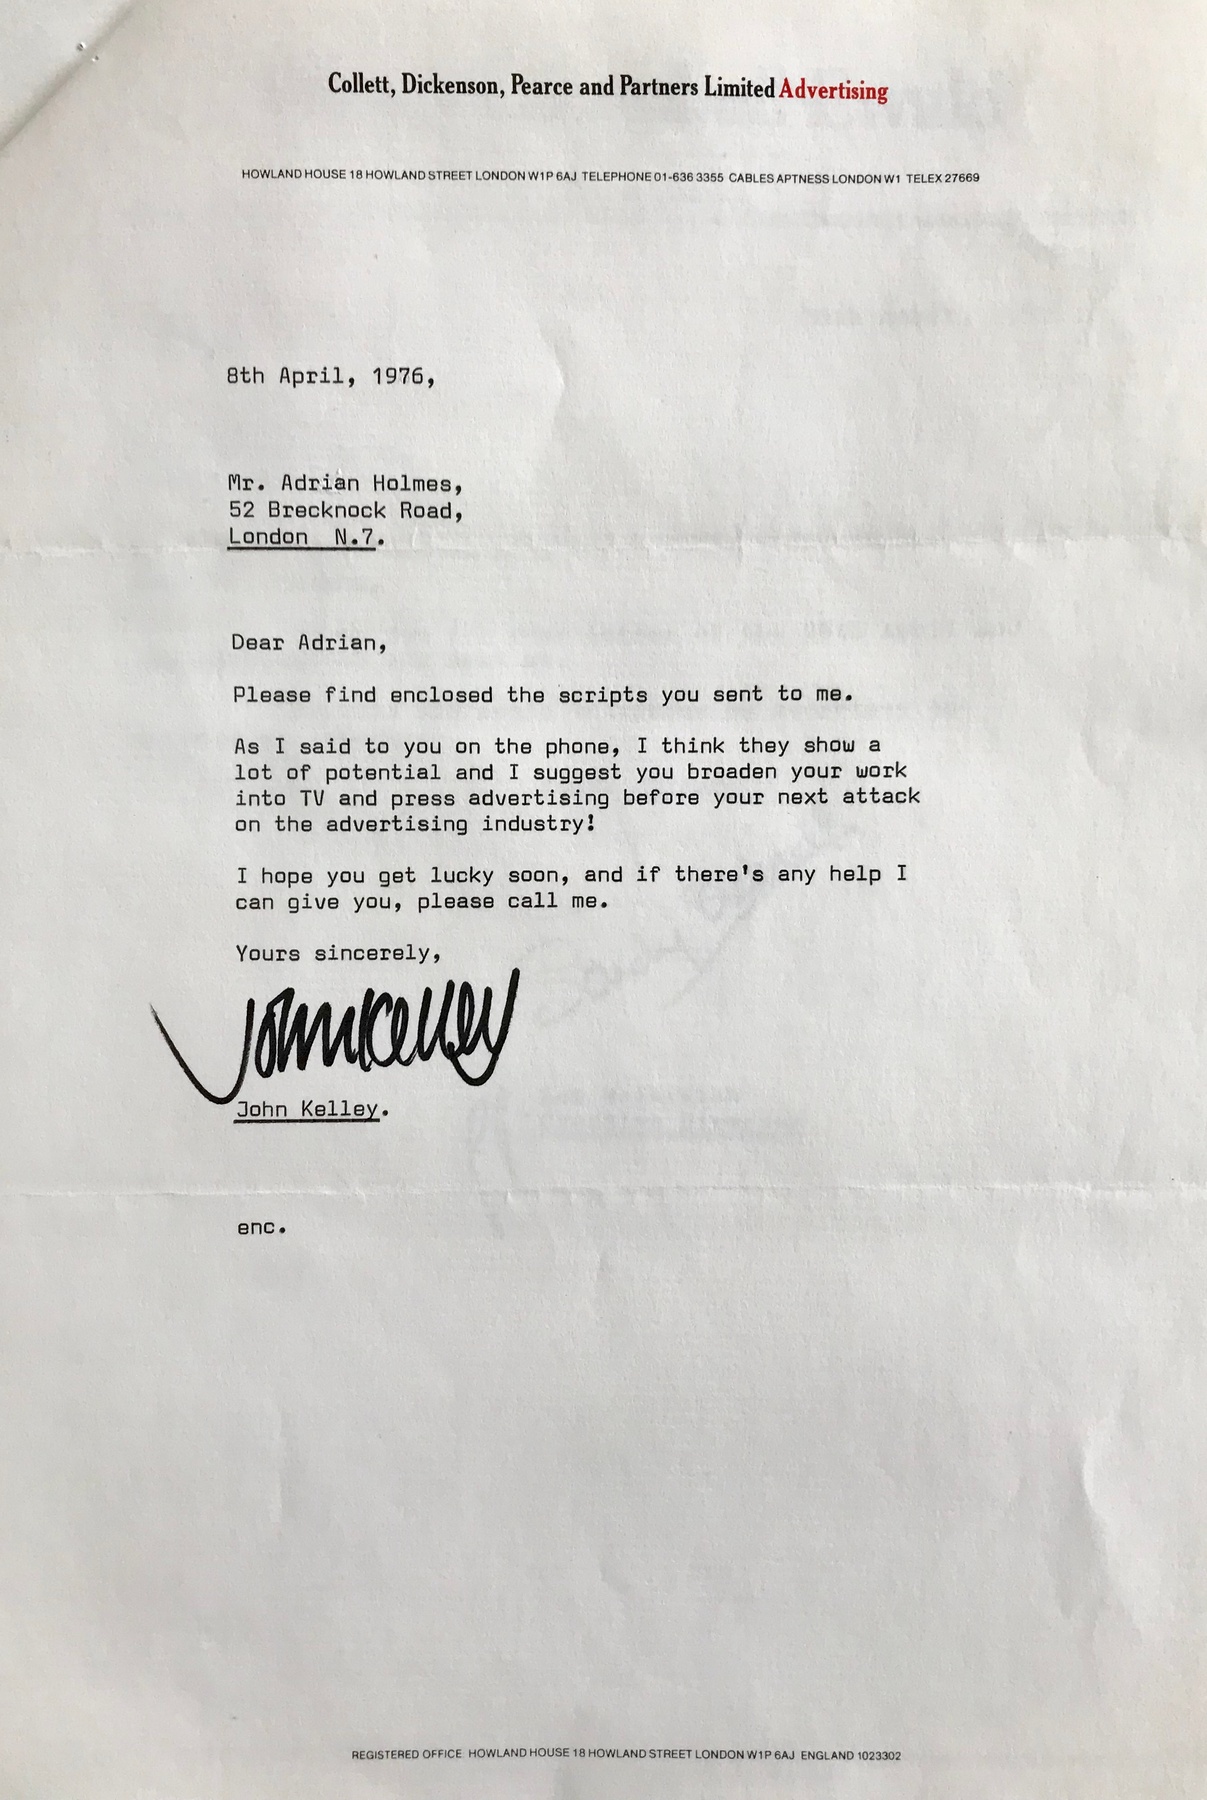 Collett, Dickenson, Pearce and Partners Limited Advertising
HOWLAND HOUSE 18 HOWLAND STREET LONDON W1P 6AJ TELEPHONE 01-636 3355 CABLES APTNESS LONDON W1 TELEX 27669
8th April, 1976,
Mr. Adrian Holmes,
52 Brecknock Road,
London N.7.
Dear Adrian,
Please find enclosed the scripts you sent to me.
As I said to you on the phone, I think they show a
lot of potential and I suggest you broaden your work
into TV and press advertising before your next attack
on the advertising industry!
I hope you get lucky soon, and if there's any help I
can give you, please call me.
Yours sincerely,
John Kelley
John Kelley.
enc.
REGISTERED OFFICE HOWLAND HOUSE 18 HOWLAND STREET LONDON W1P 6AJ ENGLAND 1023302